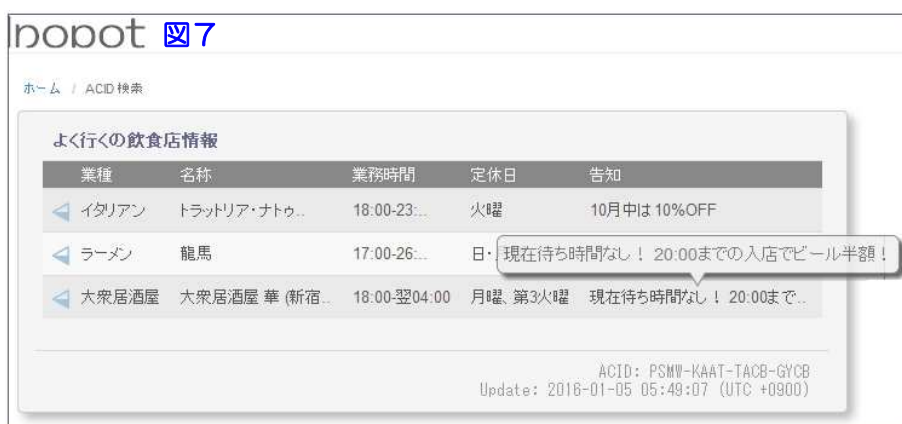 popot 図7
ホーム / ACID 検索
よく行くの飲食店情報
業種 名称 業務時間 定休日 告知
イタリアン トラットリア・ナトゥ... 18:00-23:... 火曜 10月中は10%OFF
ラーメン 龍馬 17:00-26:... 日・
現在待ち時間なし！ 20:00までの入店でビール半額！
大衆居酒屋 大衆居酒屋 華 (新宿... 18:00-翌04:00 月曜、第3火曜 現在待ち時間なし！ 20:00まで...
ACID: PSMW-KAAT-TACB-GYCB
Update: 2016-01-05 05:49:07 (UTC +0900)